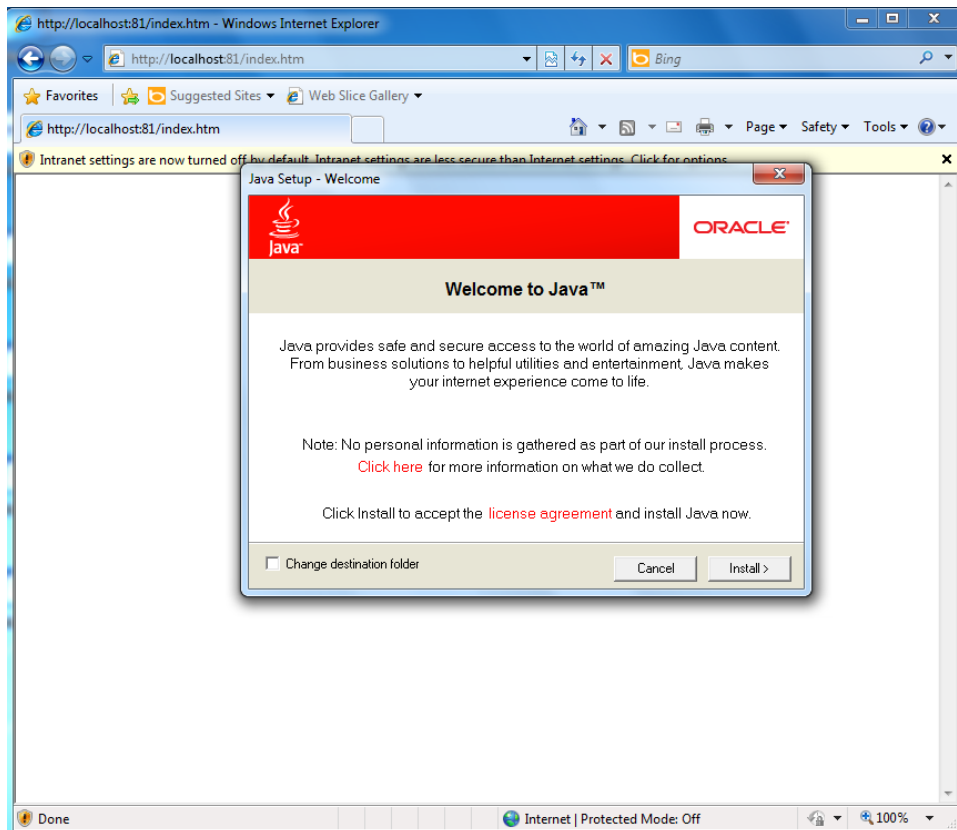 http://localhost:81/index.htm - Windows Internet Explorer
http://localhost:81/index.htm
Bing
Favorites Suggested Sites Web Slice Gallery
http://localhost:81/index.htm Page Safety Tools
Intranet settings are now turned off by default. Intranet settings are less secure than Internet settings. Click for options...
Java Setup - Welcome
Java™ ORACLE®
Welcome to Java™
Java provides safe and secure access to the world of amazing Java content.
From business solutions to helpful utilities and entertainment, Java makes
your internet experience come to life.
Note: No personal information is gathered as part of our install process.
Click here for more information on what we do collect.
Click Install to accept the license agreement and install Java now.
Change destination folder Cancel Install >
Done Internet | Protected Mode: Off 100%